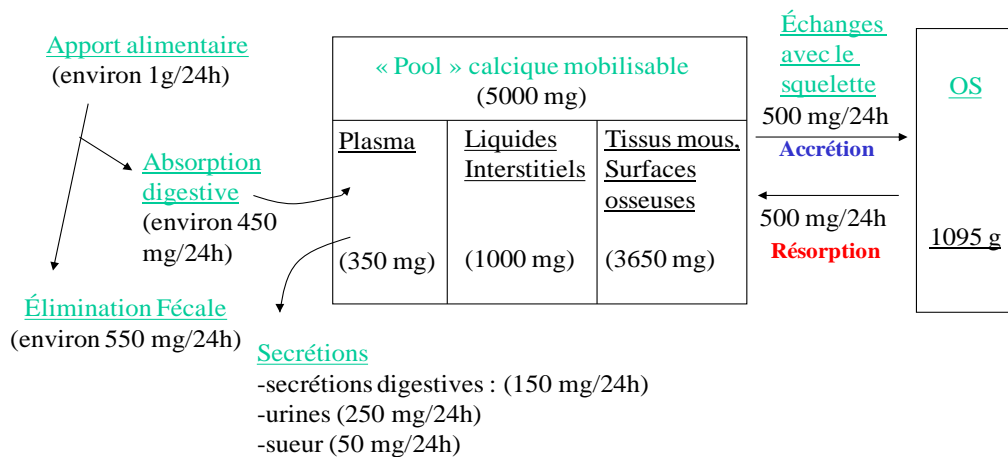 Apport alimentaire
(environ 1g/24h)
Absorption
digestive
(environ 450
mg/24h)
Élimination Fécale
(environ 550 mg/24h)
« Pool » calcique mobilisable
(5000 mg)
Plasma
(350 mg)
Liquides
Interstitiels
(1000 mg)
Tissus mous,
Surfaces
osseuses
(3650 mg)
Secrétions
-secrétions digestives : (150 mg/24h)
-urines (250 mg/24h)
-sueur (50 mg/24h)
Échanges
avec le
squelette
500 mg/24h
Accrétion
500 mg/24h
Résorption
OS
1095 g